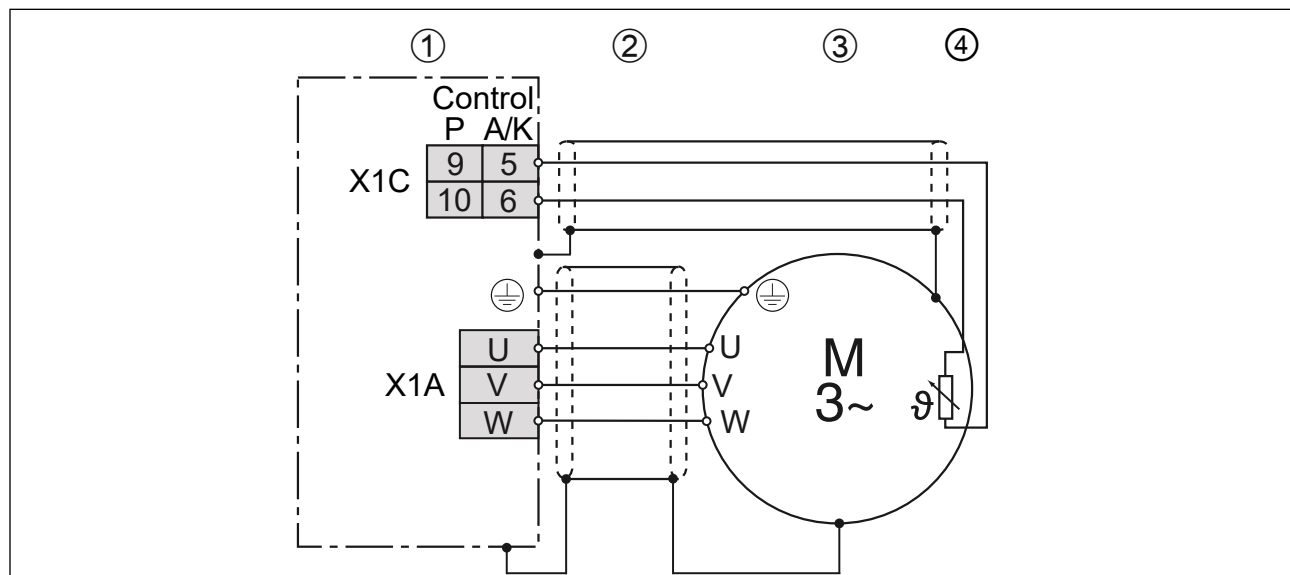 ① ② ③ ④
Control
P A/K
X1C
9 5
10 6
U
X1A V
W
U
V
W
M
3~
ϑ